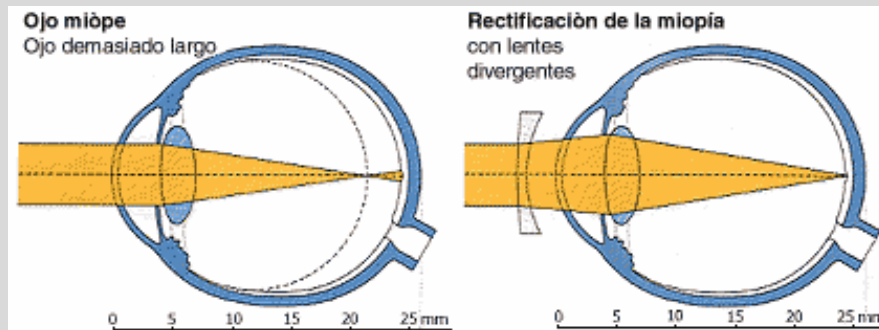 Ojo miòpe
Ojo demasiado largo
Rectificaciòn de la miopía
con lentes
divergentes
0 5 10 15 20 25 mm
0 5 10 15 20 25 mm